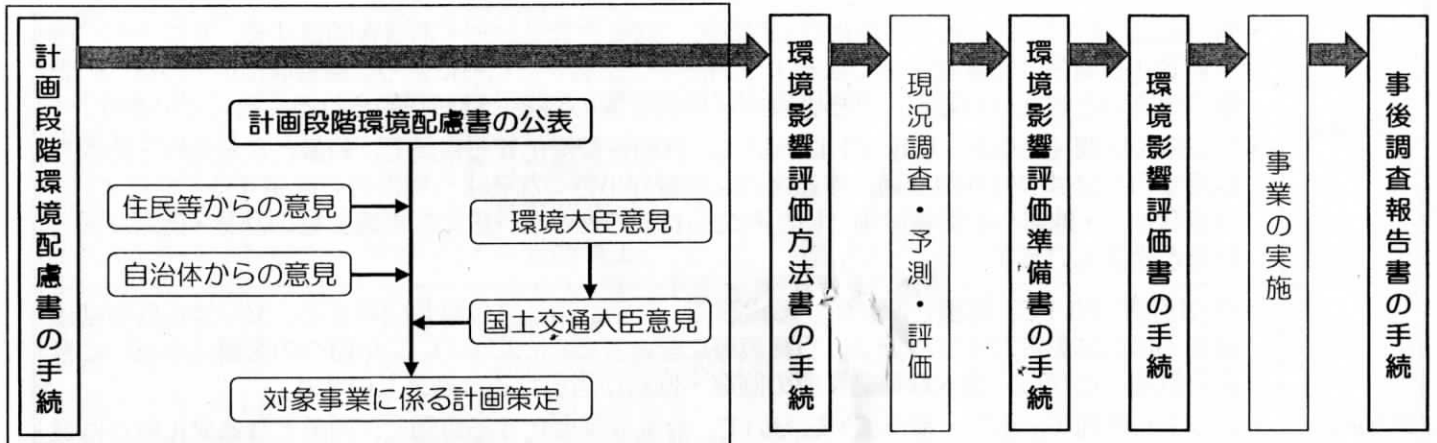 計画段階環境配慮書の手続
計画段階環境配慮書の公表
住民等からの意見
自治体からの意見
環境大臣意見
国土交通大臣意見
対象事業に係る計画策定
環境影響評価方法書の手続
現況調査・予測・評価
環境影響評価準備書の手続
環境影響評価書の手続
事業の実施
事後調査報告書の手続